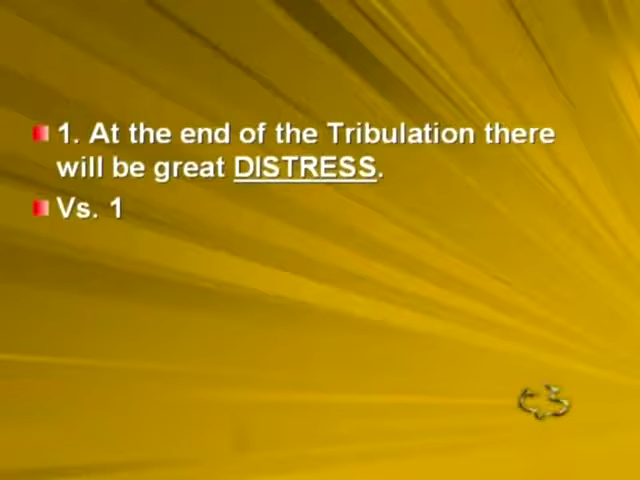 1. At the end of the Tribulation there
will be great DISTRESS.
Vs. 1